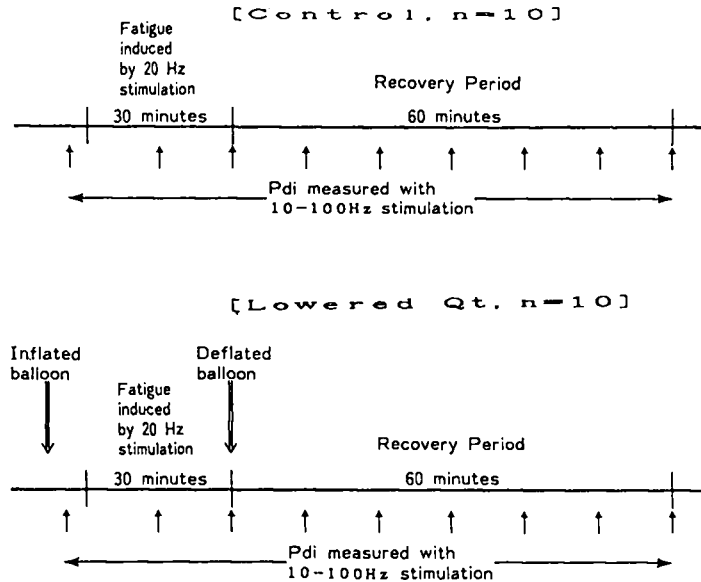 [Control, n=10]
Fatigue
induced
by 20 Hz
stimulation
Recovery Period
30 minutes
60 minutes
Pdi measured with
10-100Hz stimulation
[Lowered Qt, n=10]
Inflated
balloon
Deflated
balloon
Fatigue
induced
by 20 Hz
stimulation
Recovery Period
30 minutes
60 minutes
Pdi measured with
10-100Hz stimulation